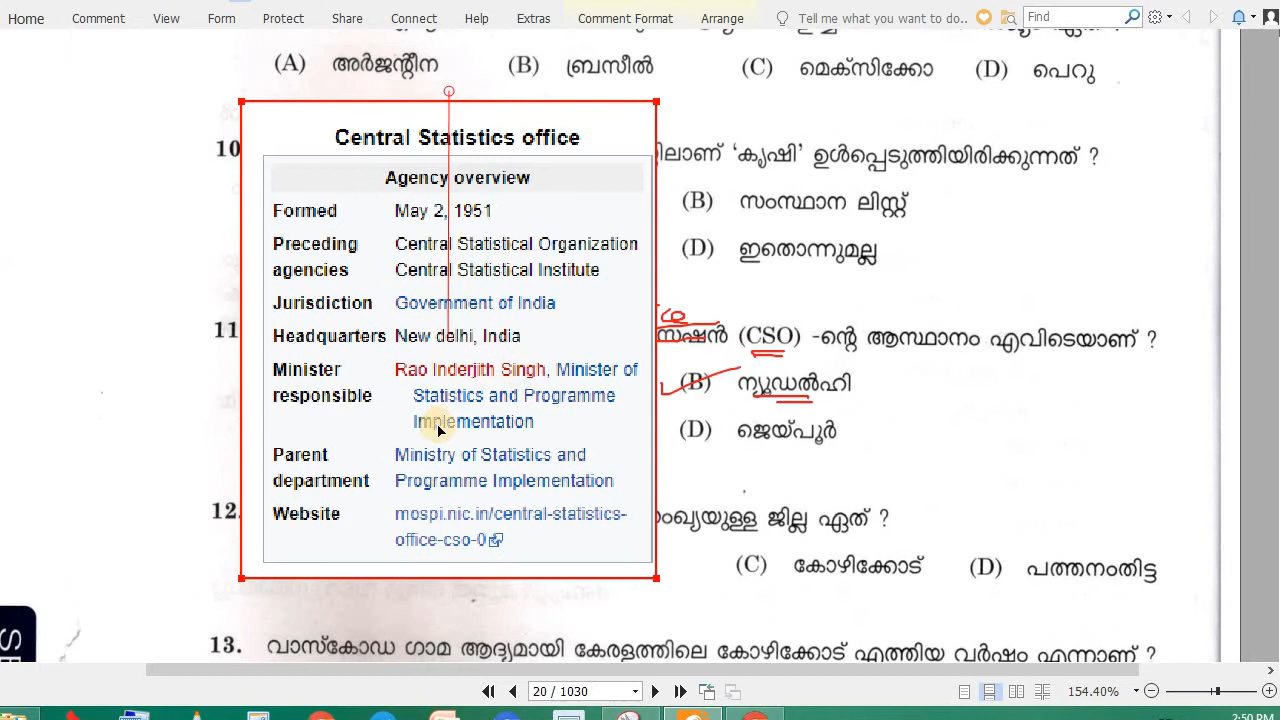 Home Comment View Form Protect Share Connect Help Extras Comment Format Arrange Tell me what you want to do.. Find
(A) അർജന്റീന (B) ബ്രസീൽ (C) മെക്സിക്കോ (D) പെറു
Central Statistics office
Agency overview
Formed May 2, 1951
Preceding agencies Central Statistical Organization
Central Statistical Institute
Jurisdiction Government of India
Headquarters New delhi, India
Minister responsible Rao Inderjith Singh, Minister of
Statistics and Programme
Implementation
Parent department Ministry of Statistics and
Programme Implementation
Website mospi.nic.in/central-statistics-
office-cso-0
10 ിലാണ് ‘കൃഷി’ ഉൾപ്പെടുത്തിയിരിക്കുന്നത് ?
(B) സംസ്ഥാന ലിസ്റ്റ്
(D) ഇതൊന്നുമല്ല
11 സേഷൻ (CSO) -ന്റെ ആസ്ഥാനം എവിടെയാണ് ?
(B) ന്യൂഡൽഹി
(D) ജെയ്പൂർ
12. സംഖ്യയുള്ള ജില്ല ഏത് ?
(C) കോഴിക്കോട് (D) പത്തനംതിട്ട
13. വാസ്കോഡ ഗാമ ആദ്യമായി കേരളത്തിലെ കോഴിക്കോട് എത്തിയ വർഷം എന്നാണ് ?
20 / 1030 154.40%
2:50 PM